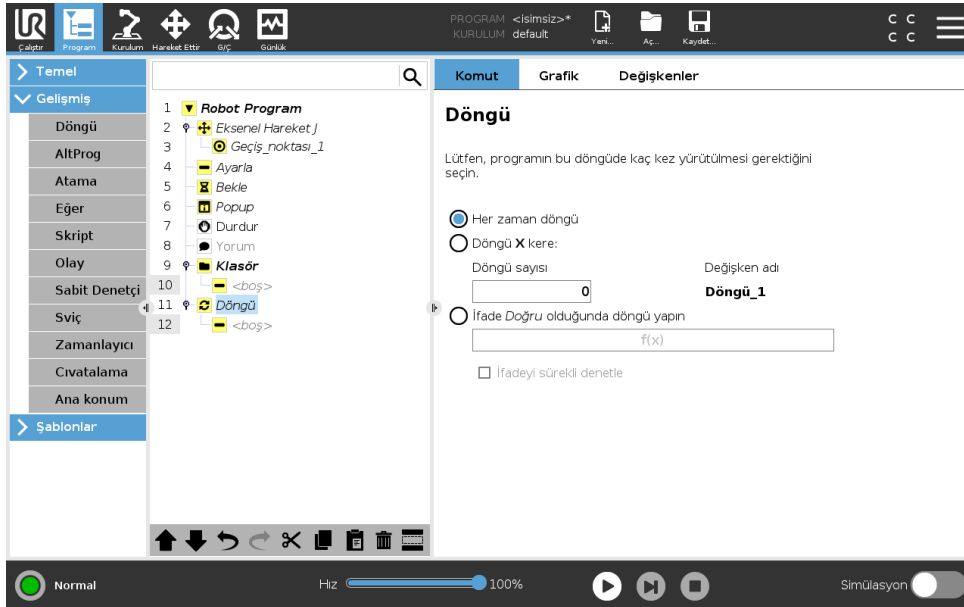 UR
PROGRAM <isimsiz>*
KURULUM default
Çalıştır Program Kurulum Hareket Ettir G/Ç Günlük
Yeni... Aç... Kaydet...
C C
C C
Temel
Gelişmiş
Döngü
AltProg
Atama
Eğer
Skript
Olay
Sabit Denetçi
Sviç
Zamanlayıcı
Cıvatalama
Ana konum
Şablonlar
1 Robot Program
2 Eksenel Hareket J
3 Geçiş_noktası_1
4 Ayarla
5 Bekle
6 Popup
7 Durdur
8 Yorum
9 Klasör
10 <boş>
11 Döngü
12 <boş>
Komut Grafik Değişkenler
Döngü
Lütfen, programın bu döngüde kaç kez yürütülmesi gerektiğini
seçin.
Her zaman döngü
Döngü X kere:
Döngü sayısı Değişken adı
0 Döngü_1
İfade Doğru olduğunda döngü yapın
f(x)
İfadeyi sürekli denetle
Normal Hız 100% Simülasyon